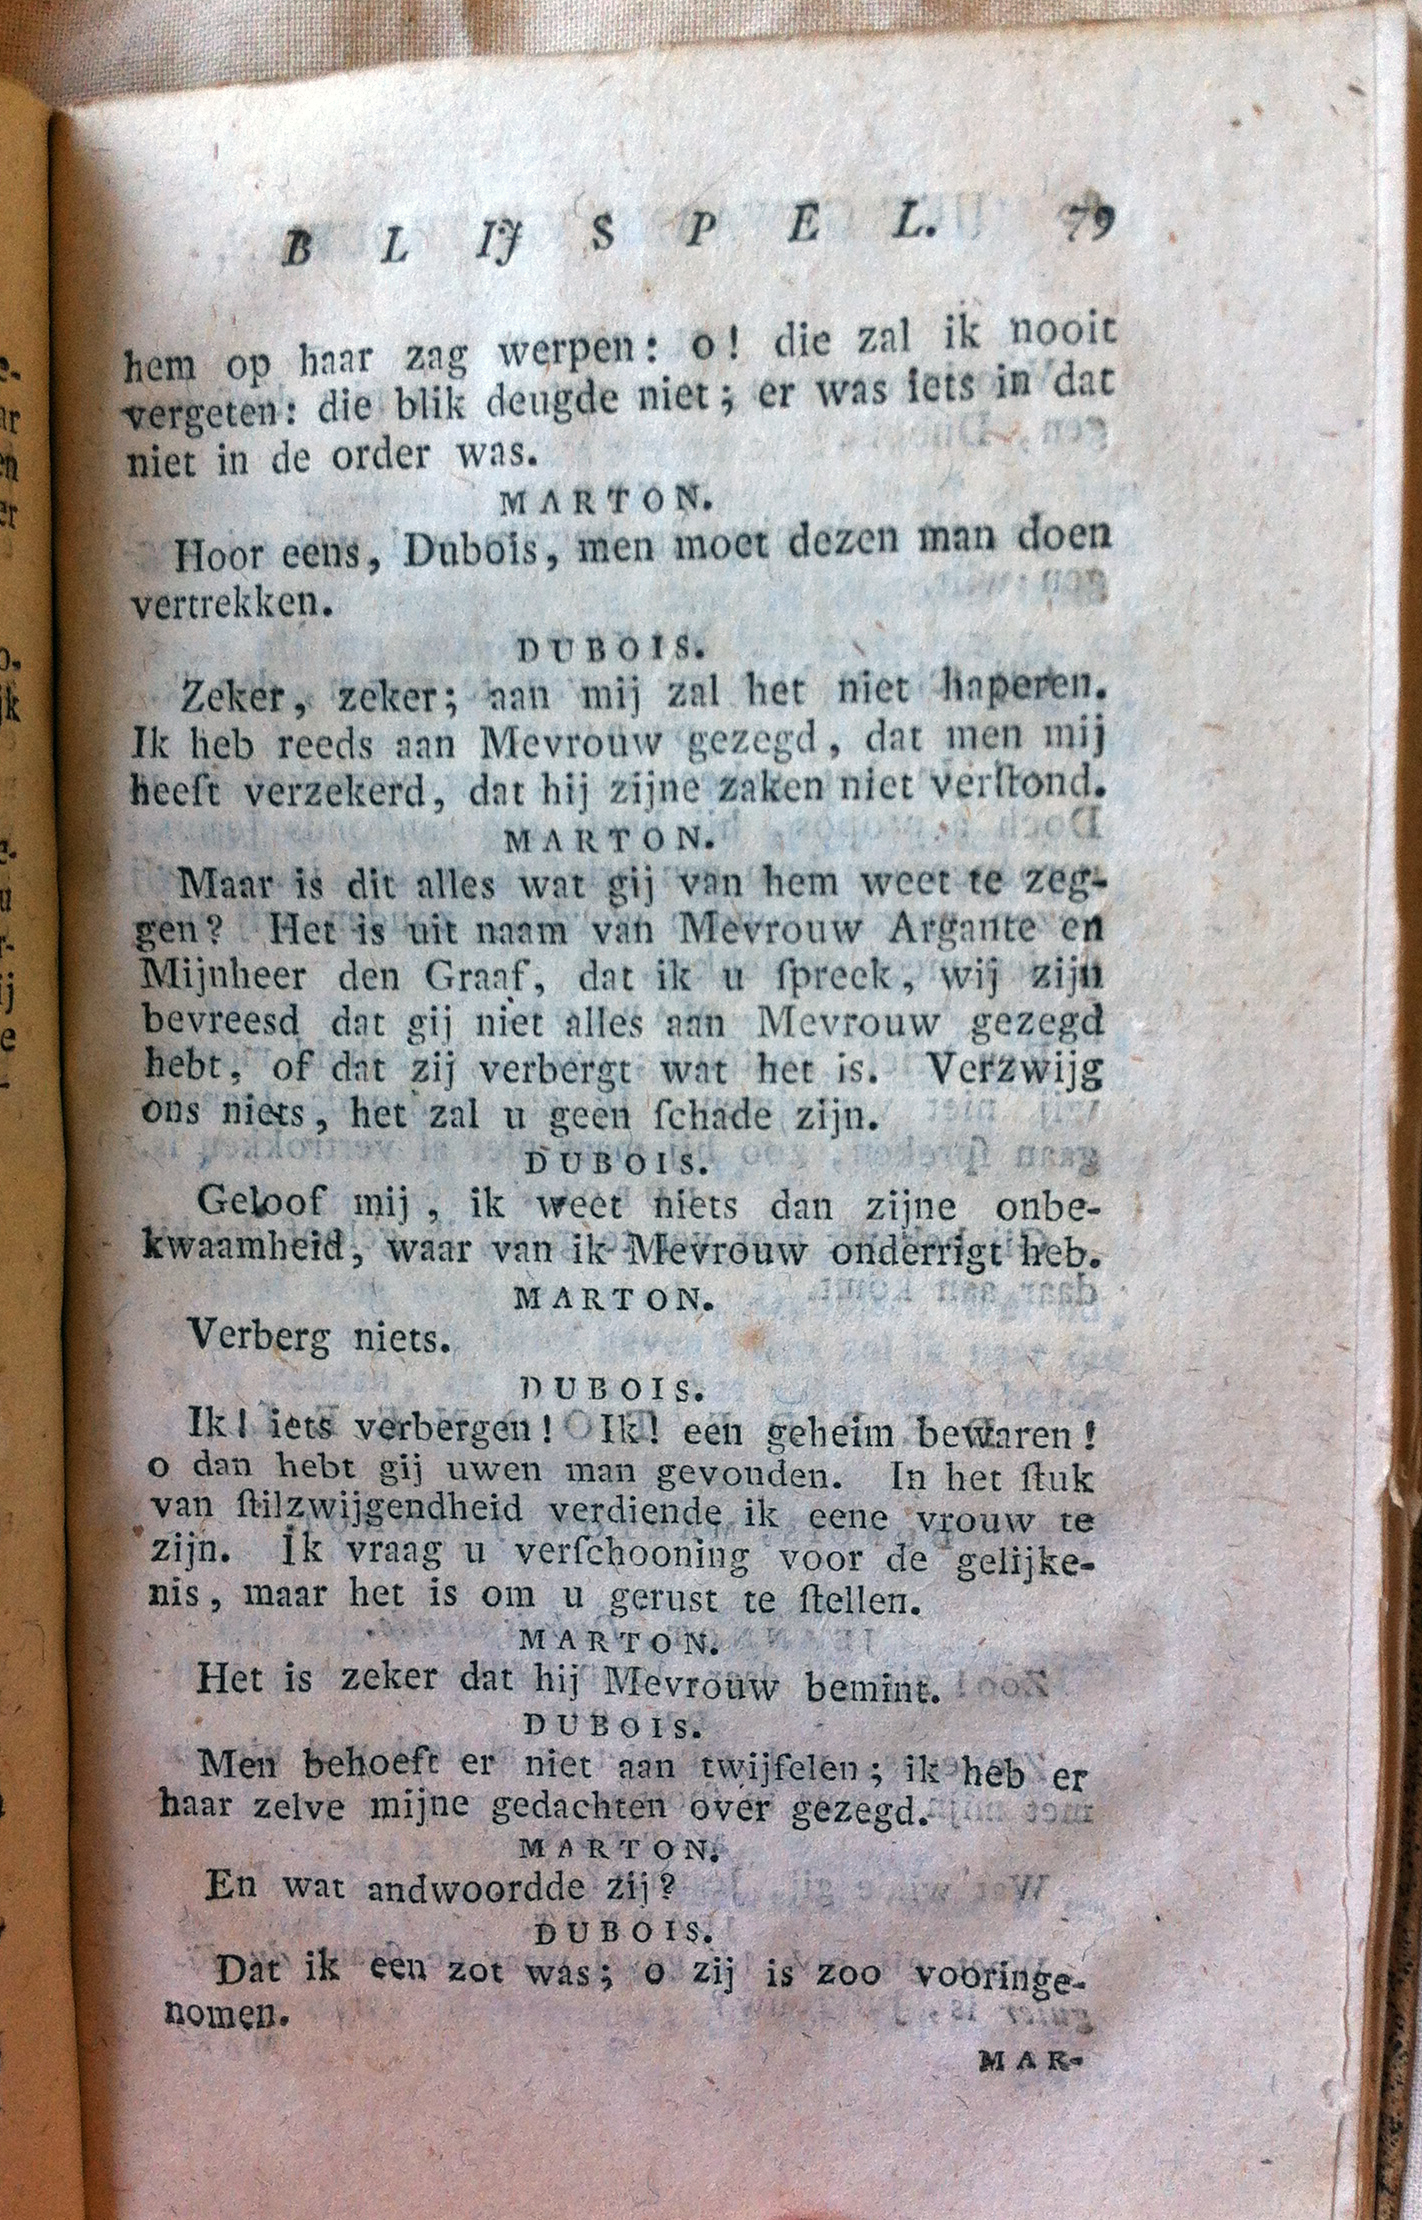 B L IJ S P E L. 79
hem op haar zag werpen: o! die zal ik nooit
vergeten: die blik deugde niet; er was iets in dat
niet in de order was.
MARTON.
Hoor eens, Dubois, men moet dezen man doen
vertrekken.
DUBOIS.
Zeker, zeker; aan mij zal het niet haperen.
Ik heb reeds aan Mevrouw gezegd, dat men mij
heeft verzekerd, dat hij zijne zaken niet verſtond.
MARTON.
Maar is dit alles wat gij van hem weet te zeg-
gen? Het is uit naam van Mevrouw Argante en
Mijnheer den Graaf, dat ik u ſpreek, wij zijn
bevreesd dat gij niet alles aan Mevrouw gezegd
hebt, of dat zij verbergt wat het is. Verzwijg
ons niets, het zal u geen ſchade zijn.
DUBOIS.
Geloof mij, ik weet niets dan zijne onbe-
kwaamheid, waar van ik Mevrouw onderrigt heb.
MARTON.
Verberg niets.
DUBOIS.
Ik! iets verbergen! Ik! een geheim bewaren!
o dan hebt gij uwen man gevonden. In het ſtuk
van ſtilzwijgendheid verdiende ik eene vrouw te
zijn. Ik vraag u verſchooning voor de gelijke-
nis, maar het is om u gerust te ſtellen.
MARTON.
Het is zeker dat hij Mevrouw bemint.
DUBOIS.
Men behoeft er niet aan twijfelen; ik heb er
haar zelve mijne gedachten over gezegd.
MARTON.
En wat andwoordde zij?
DUBOIS.
Dat ik een zot was; o zij is zoo vooringe-
nomen.
MAR-